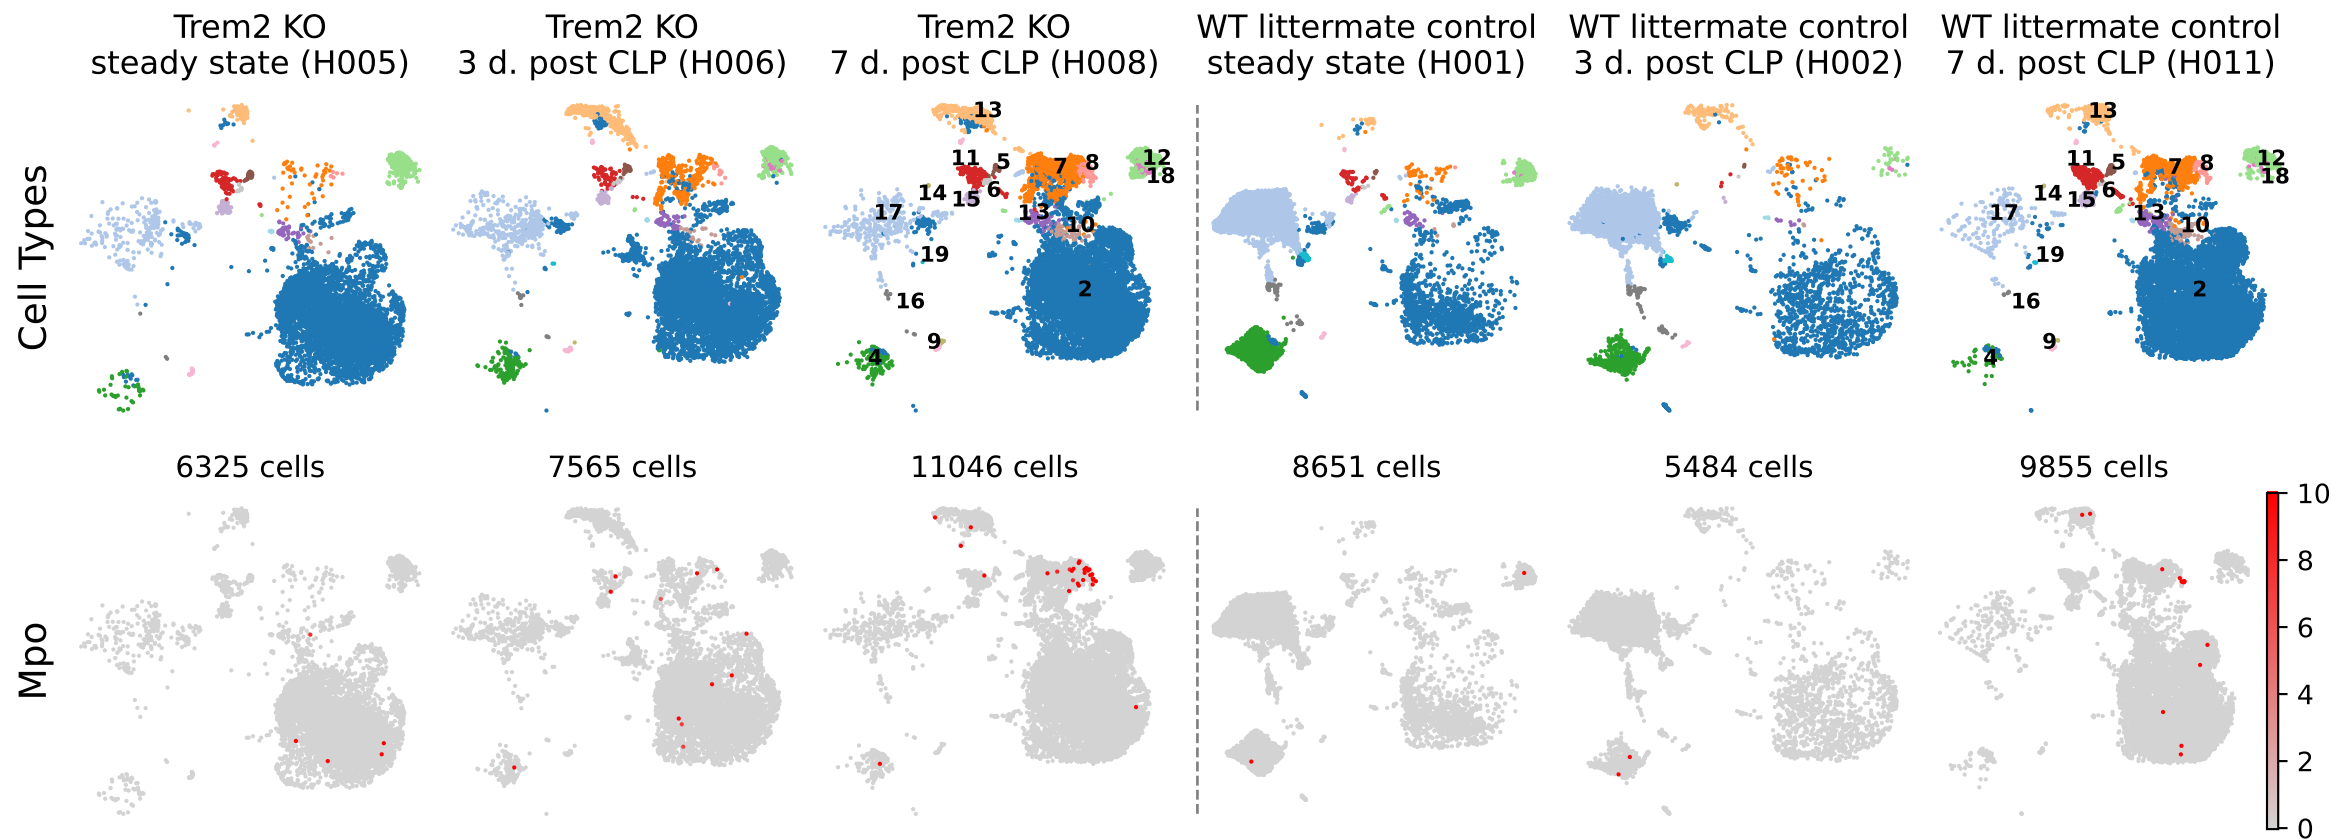 Trem2 KO
steady state (H005)
Trem2 KO
3 d. post CLP (H006)
Trem2 KO
7 d. post CLP (H008)
WT littermate control
steady state (H001)
WT littermate control
3 d. post CLP (H002)
WT littermate control
7 d. post CLP (H011)
Cell Types
13
11
5
7
8
12
18
14
15
6
17
1
3
10
19
2
16
9
4
13
11
5
7
8
12
18
14
15
6
17
1
3
10
19
2
16
9
4
6325 cells
7565 cells
11046 cells
8651 cells
5484 cells
9855 cells
Mpo
10
8
6
4
2
0